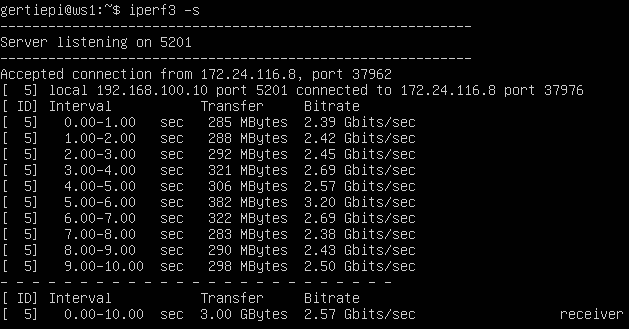 gertiepi@ws1:~$ iperf3 -s
-----------------------------------------------------------
Server listening on 5201
-----------------------------------------------------------
Accepted connection from 172.24.116.8, port 37962
[  5] local 192.168.100.10 port 5201 connected to 172.24.116.8 port 37976
[ ID] Interval           Transfer     Bitrate
[  5]   0.00-1.00   sec   285 MBytes  2.39 Gbits/sec
[  5]   1.00-2.00   sec   288 MBytes  2.42 Gbits/sec
[  5]   2.00-3.00   sec   292 MBytes  2.45 Gbits/sec
[  5]   3.00-4.00   sec   321 MBytes  2.69 Gbits/sec
[  5]   4.00-5.00   sec   306 MBytes  2.57 Gbits/sec
[  5]   5.00-6.00   sec   382 MBytes  3.20 Gbits/sec
[  5]   6.00-7.00   sec   322 MBytes  2.69 Gbits/sec
[  5]   7.00-8.00   sec   283 MBytes  2.38 Gbits/sec
[  5]   8.00-9.00   sec   290 MBytes  2.43 Gbits/sec
[  5]   9.00-10.00  sec   298 MBytes  2.50 Gbits/sec
- - - - - - - - - - - - - - - - - - - - - - - - -
[ ID] Interval           Transfer     Bitrate
[  5]   0.00-10.00  sec  3.00 GBytes  2.57 Gbits/sec                  receiver